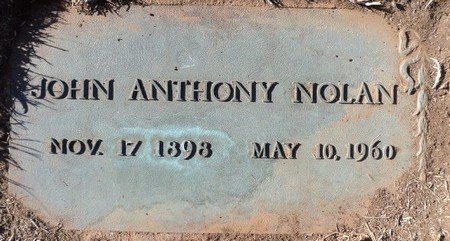 JOHN ANTHONY NOLAN
NOV. 17 1898 MAY 10, 1960